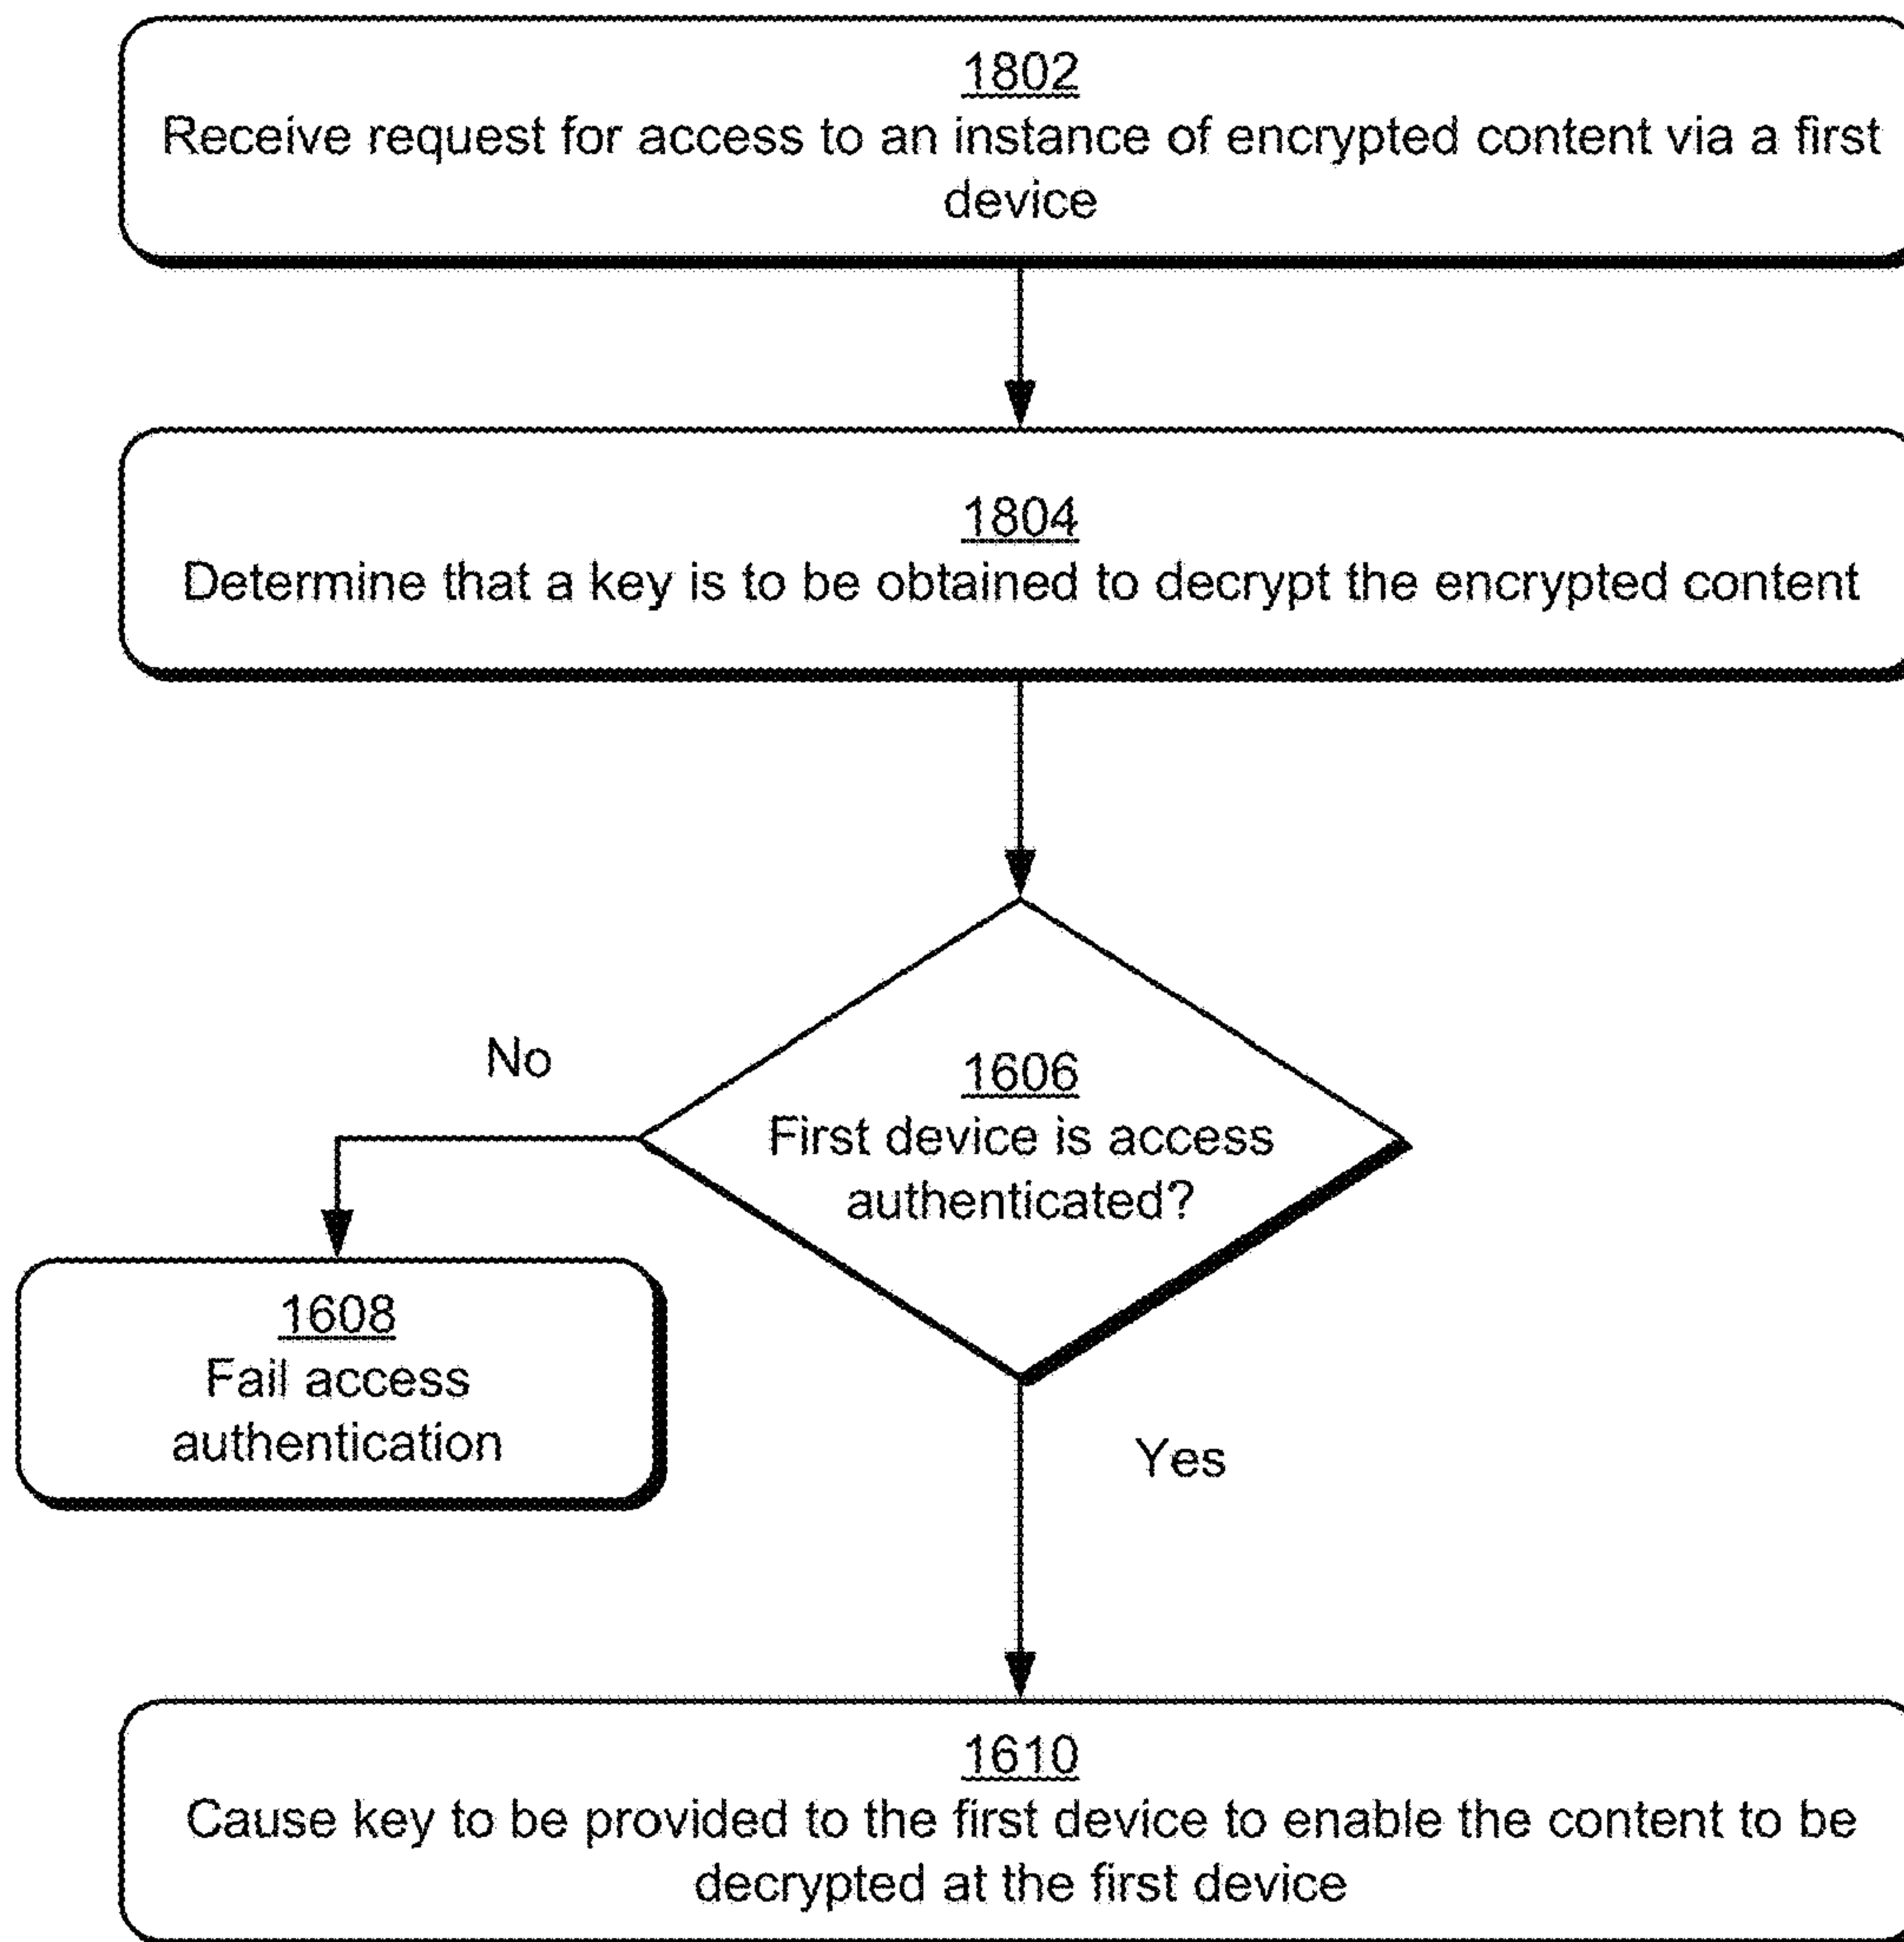 1802
Receive request for access to an instance of encrypted content via a first
device
1804
Determine that a key is to be obtained to decrypt the encrypted content
No
1606
First device is access
authenticated?
1608
Fail access
authentication
Yes
1610
Cause key to be provided to the first device to enable the content to be
decrypted at the first device